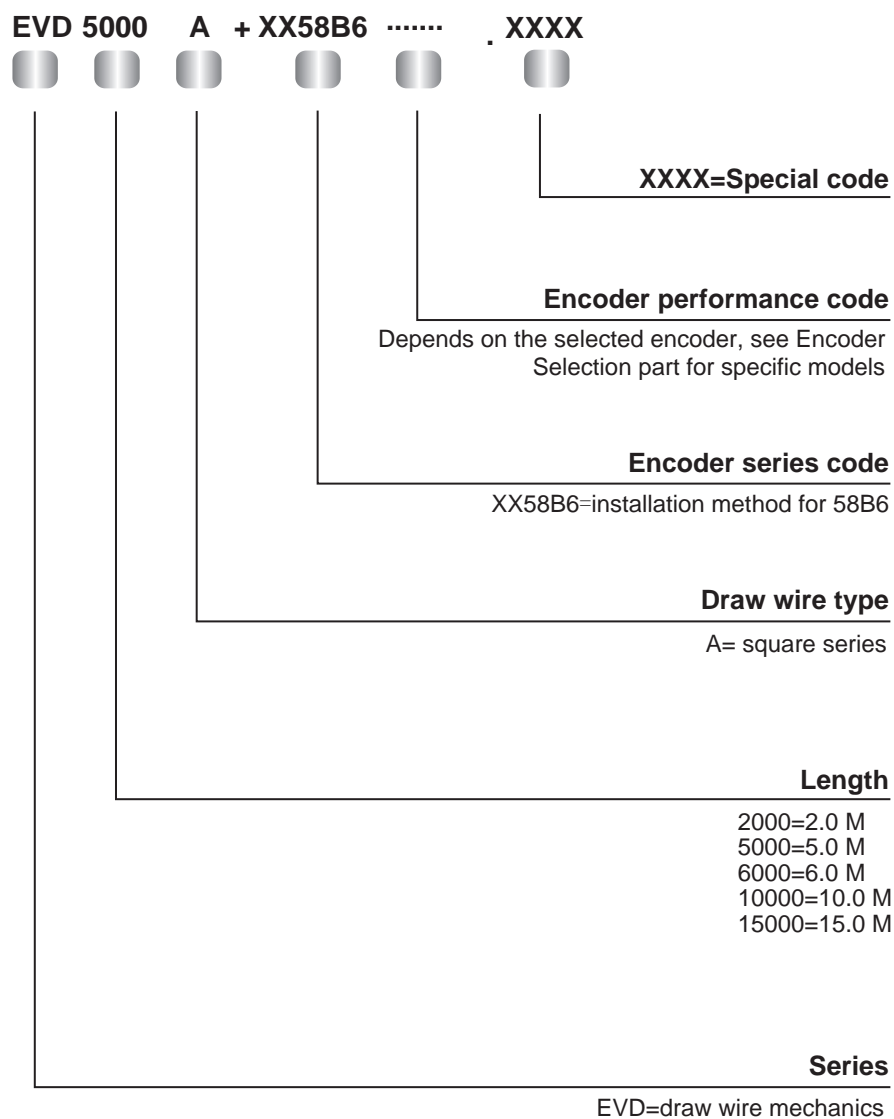 EVD 5000 A + XX58B6 ....... . XXXX
XXXX=Special code
Encoder performance code
Depends on the selected encoder, see Encoder
Selection part for specific models
Encoder series code
XX58B6=installation method for 58B6
Draw wire type
A= square series
Length
2000=2.0 M
5000=5.0 M
6000=6.0 M
10000=10.0 M
15000=15.0 M
Series
EVD=draw wire mechanics